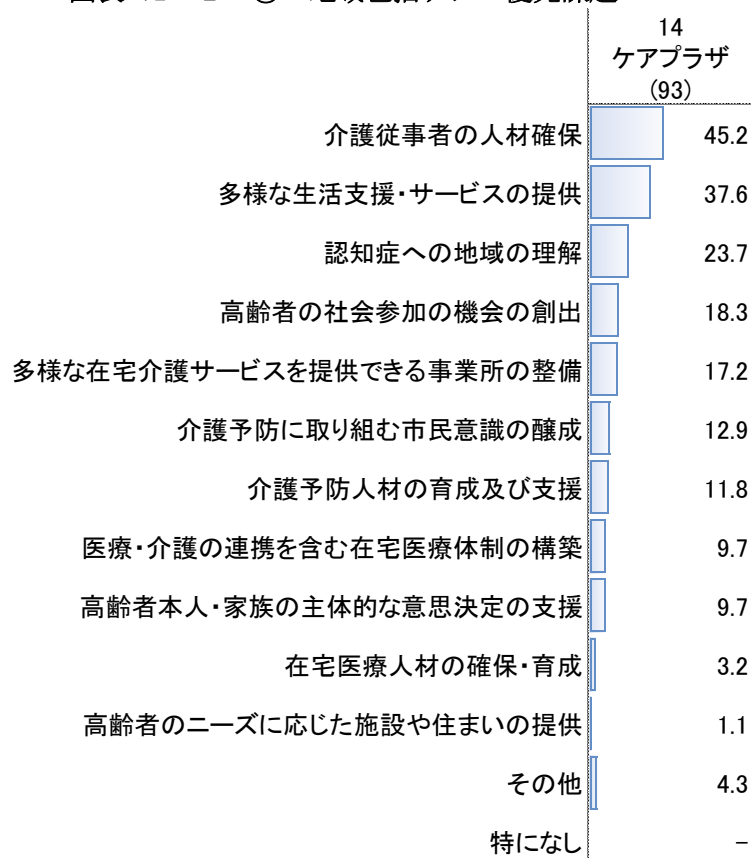 14
ケアプラザ
(93)
介護従事者の人材確保 45.2
多様な生活支援・サービスの提供 37.6
認知症への地域の理解 23.7
高齢者の社会参加の機会の創出 18.3
多様な在宅介護サービスを提供できる事業所の整備 17.2
介護予防に取り組む市民意識の醸成 12.9
介護予防人材の育成及び支援 11.8
医療・介護の連携を含む在宅医療体制の構築 9.7
高齢者本人・家族の主体的な意思決定の支援 9.7
在宅医療人材の確保・育成 3.2
高齢者のニーズに応じた施設や住まいの提供 1.1
その他 4.3
特になし -